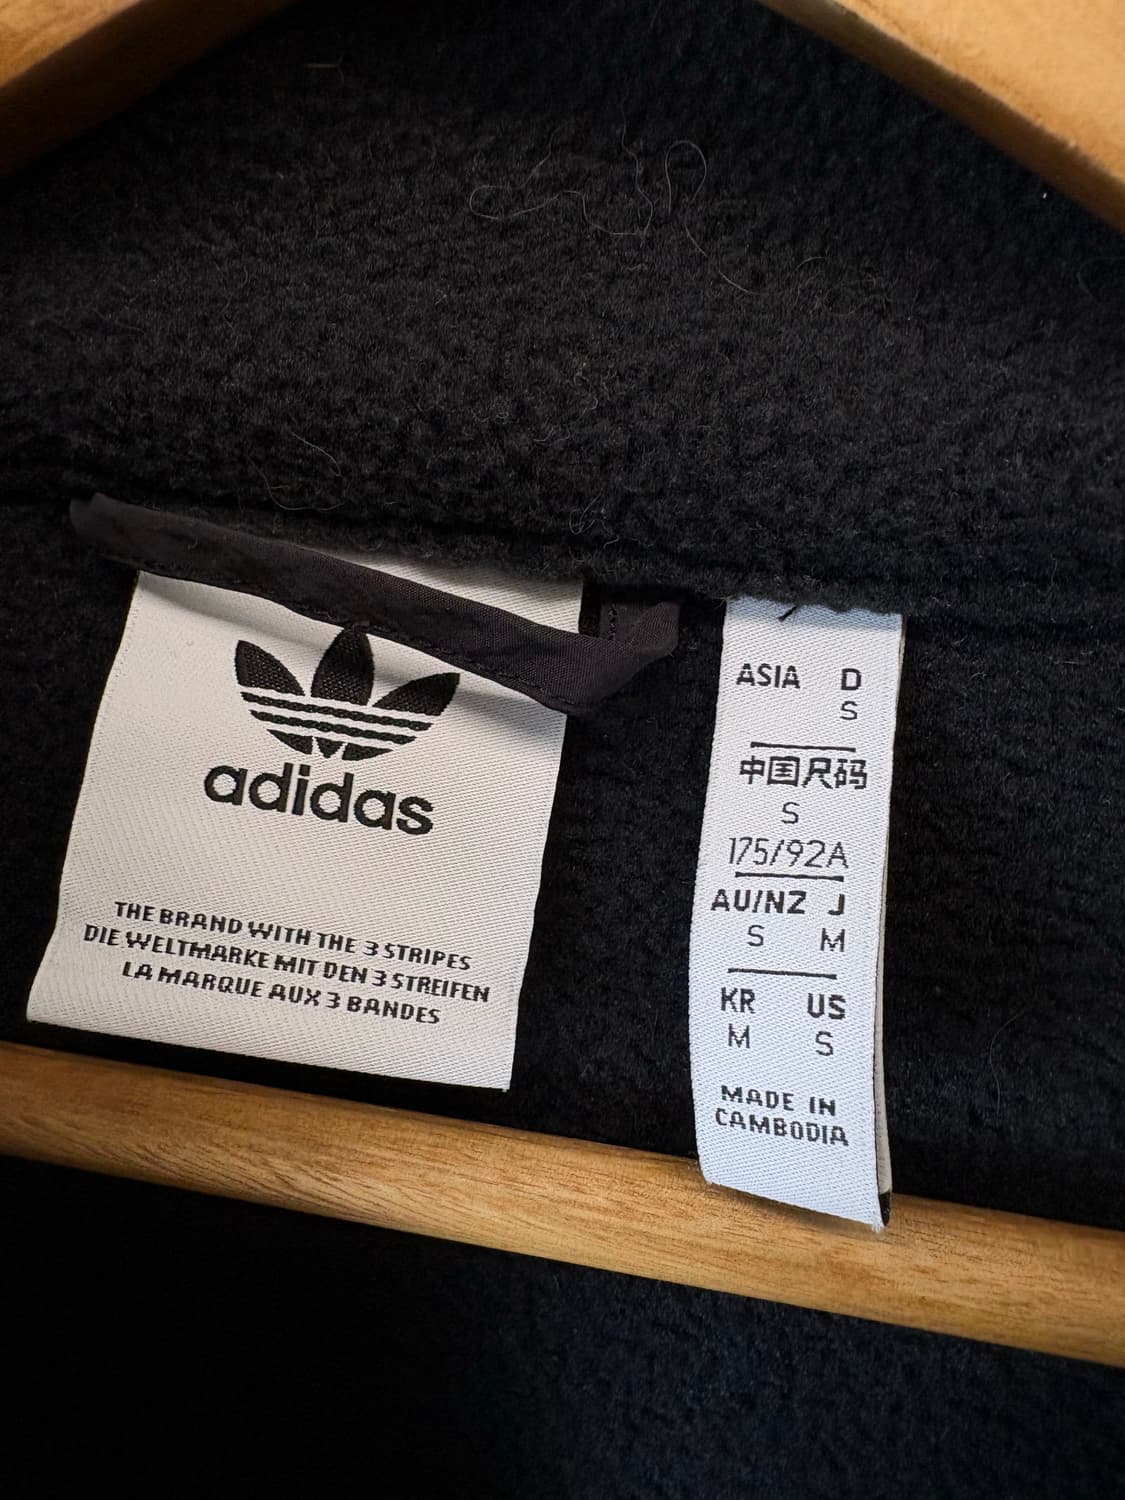 adidas
THE BRAND WITH THE 3 STRIPES
DIE WELTMARKE MIT DEN 3 STREIFEN
LA MARQUE AUX 3 BANDES
ASIA D
S
中国尺码
S
175/92A
AU/NZ J
S M
KR US
M S
MADE IN
CAMBODIA